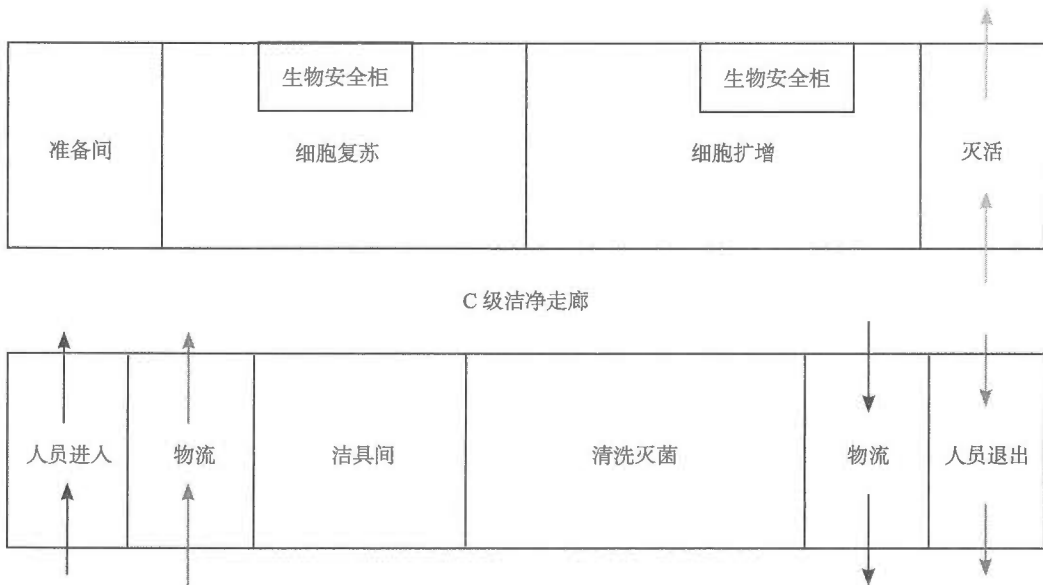 生物安全柜
生物安全柜
准备间
细胞复苏
细胞扩增
灭活
C 级洁净走廊
人员进入
物流
洁具间
清洗灭菌
物流
人员退出